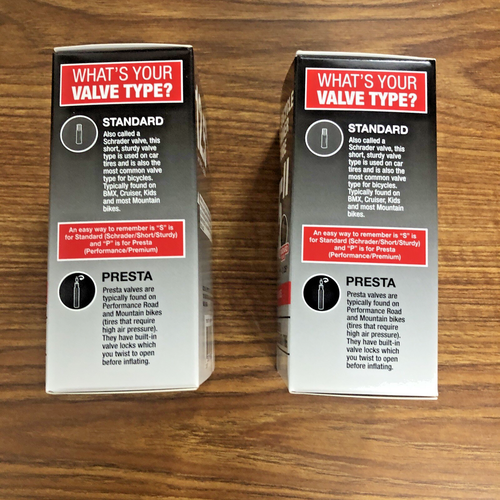 WHAT'S YOUR
VALVE TYPE?
STANDARD
Also called a
Schrader valve, this
short, sturdy valve
type is used on car
tires and is also the
most common valve
type for bicycles.
Typically found on
BMX, Cruiser, Kids
and most Mountain
bikes.
An easy way to remember is "S" is
for Standard (Schrader/Short/Sturdy)
and "P" is for Presta
(Performance/Premium)
PRESTA
Presta valves are
typically found on
Performance Road
and Mountain bikes
(tires that require
high air pressure).
They have built-in
valve locks which
you twist to open
before inflating.
WHAT'S YOUR
VALVE TYPE?
STANDARD
Also called a
Schrader valve, this
short, sturdy valve
type is used on car
tires and is also the
most common valve
type for bicycles.
Typically found on
BMX, Cruiser, Kids
and most Mountain
bikes.
An easy way to remember is "S" is
for Standard (Schrader/Short/Sturdy)
and "P" is for Presta
(Performance/Premium)
PRESTA
Presta valves are
typically found on
Performance Road
and Mountain bikes
(tires that require
high air pressure).
They have built-in
valve locks which
you twist to open
before inflating.